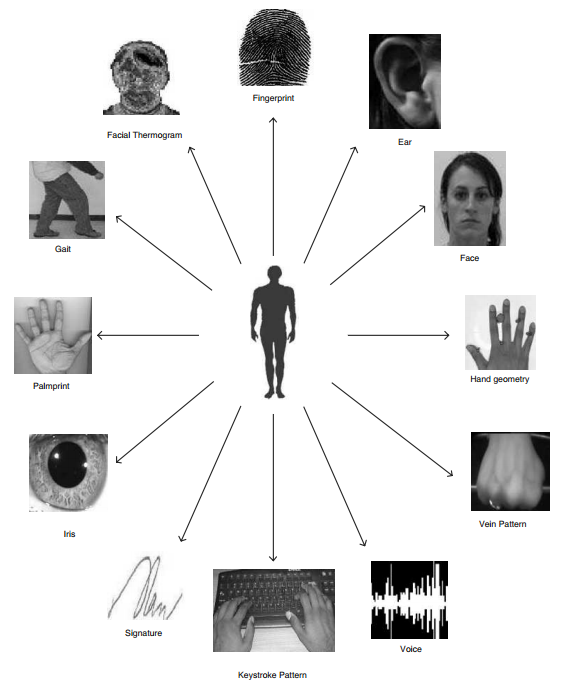 Fingerprint
Facial Thermogram
Ear
Gait
Face
Palmprint
Hand geometry
Iris
Vein Pattern
Signature
Voice
Keystroke Pattern